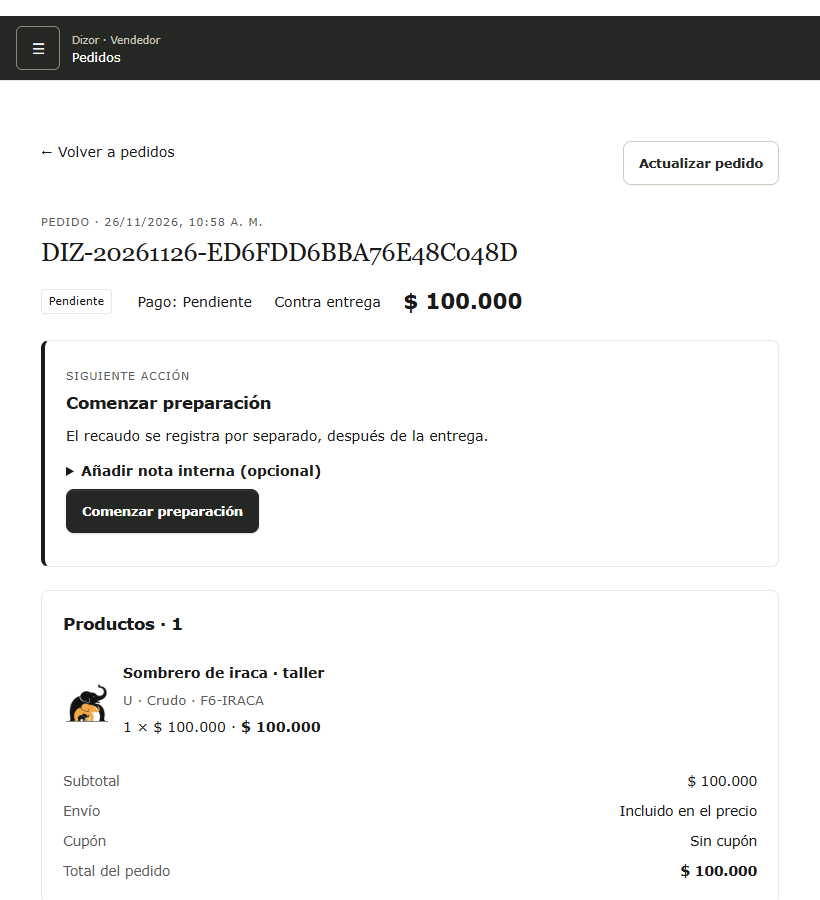 ☰
Dizor · Vendedor
Pedidos
← Volver a pedidos
Actualizar pedido
PEDIDO · 26/11/2026, 10:58 A. M.
DIZ-20261126-ED6FDD6BBA76E48C048D
Pendiente Pago: Pendiente Contra entrega $ 100.000
SIGUIENTE ACCIÓN
Comenzar preparación
El recaudo se registra por separado, después de la entrega.
▶ Añadir nota interna (opcional)
Comenzar preparación
Productos · 1
Sombrero de iraca · taller
U · Crudo · F6-IRACA
1 × $ 100.000 · $ 100.000
Subtotal $ 100.000
Envío Incluido en el precio
Cupón Sin cupón
Total del pedido $ 100.000